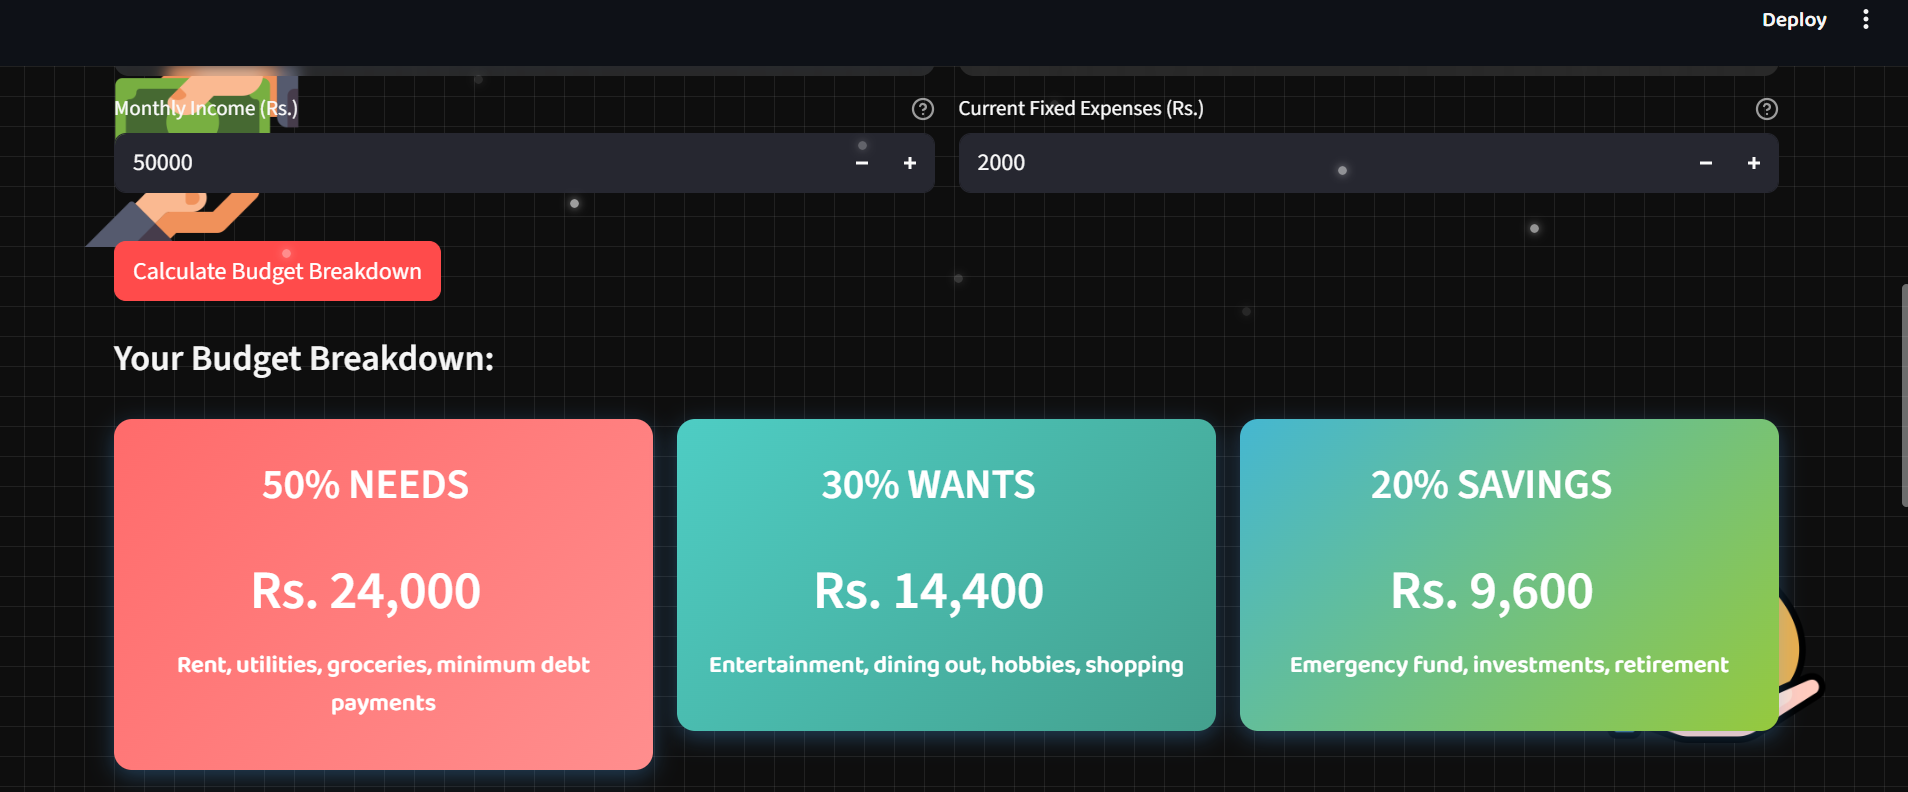 Deploy
Monthly Income (Rs.)
Current Fixed Expenses (Rs.)
50000
2000
Calculate Budget Breakdown
Your Budget Breakdown:
50% NEEDS
Rs. 24,000
Rent, utilities, groceries, minimum debt
payments
30% WANTS
Rs. 14,400
Entertainment, dining out, hobbies, shopping
20% SAVINGS
Rs. 9,600
Emergency fund, investments, retirement